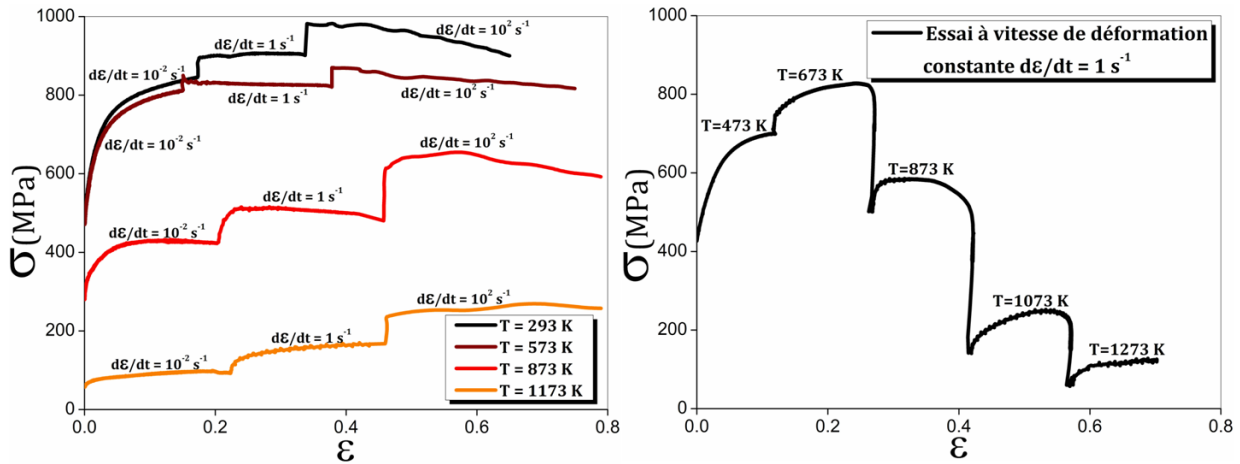 1000
800
600
400
200
0
σ(MPa)
dε/dt = 10² s⁻¹
dε/dt = 1 s⁻¹
dε/dt = 10⁻² s⁻¹
dε/dt = 1 s⁻¹
dε/dt = 10² s⁻¹
dε/dt = 10⁻² s⁻¹
dε/dt = 10² s⁻¹
dε/dt = 1 s⁻¹
dε/dt = 10⁻² s⁻¹
dε/dt = 10² s⁻¹
dε/dt = 1 s⁻¹
dε/dt = 10⁻² s⁻¹
T = 293 K
T = 573 K
T = 873 K
T = 1173 K
0.0 0.2 0.4 0.6 0.8
ε
1000
800
600
400
200
0
σ(MPa)
Essai à vitesse de déformation
constante dε/dt = 1 s⁻¹
T=673 K
T=473 K
T=873 K
T=1073 K
T=1273 K
0.0 0.2 0.4 0.6 0.8
ε